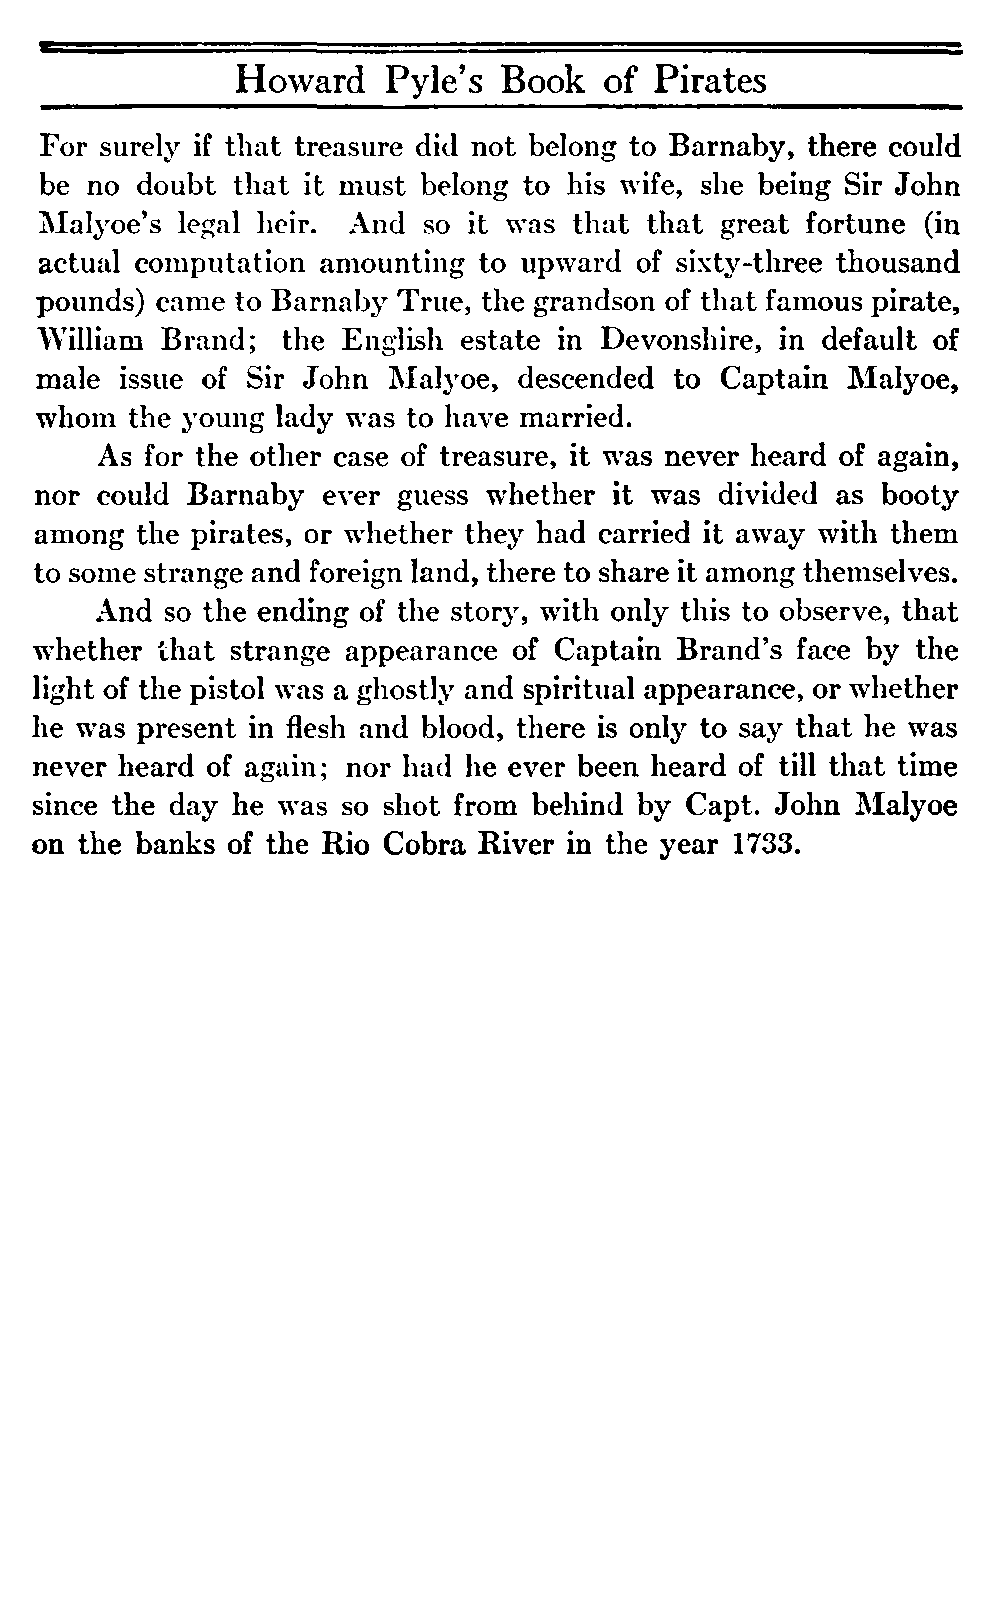 Howard Pyle's Book of Pirates
For surely if that treasure did not belong to Barnaby, there could
be no doubt that it must belong to his wife, she being Sir John
Malyoe's legal heir. And so it was that that great fortune (in
actual computation amounting to upward of sixty-three thousand
pounds) came to Barnaby True, the grandson of that famous pirate,
William Brand; the English estate in Devonshire, in default of
male issue of Sir John Malyoe, descended to Captain Malyoe,
whom the young lady was to have married.
As for the other case of treasure, it was never heard of again,
nor could Barnaby ever guess whether it was divided as booty
among the pirates, or whether they had carried it away with them
to some strange and foreign land, there to share it among themselves.
And so the ending of the story, with only this to observe, that
whether that strange appearance of Captain Brand's face by the
light of the pistol was a ghostly and spiritual appearance, or whether
he was present in flesh and blood, there is only to say that he was
never heard of again; nor had he ever been heard of till that time
since the day he was so shot from behind by Capt. John Malyoe
on the banks of the Rio Cobra River in the year 1733.